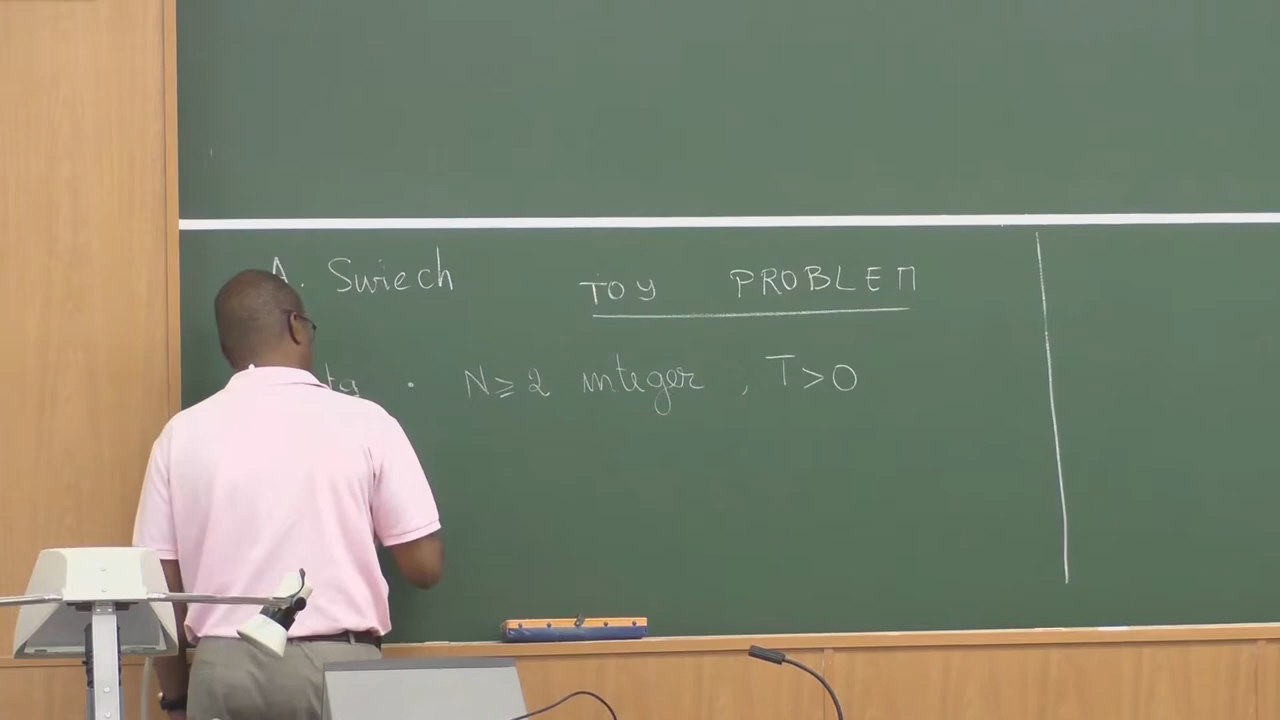 A. Swiech TOY PROBLEM
• N ≥ 2 integer , T > 0